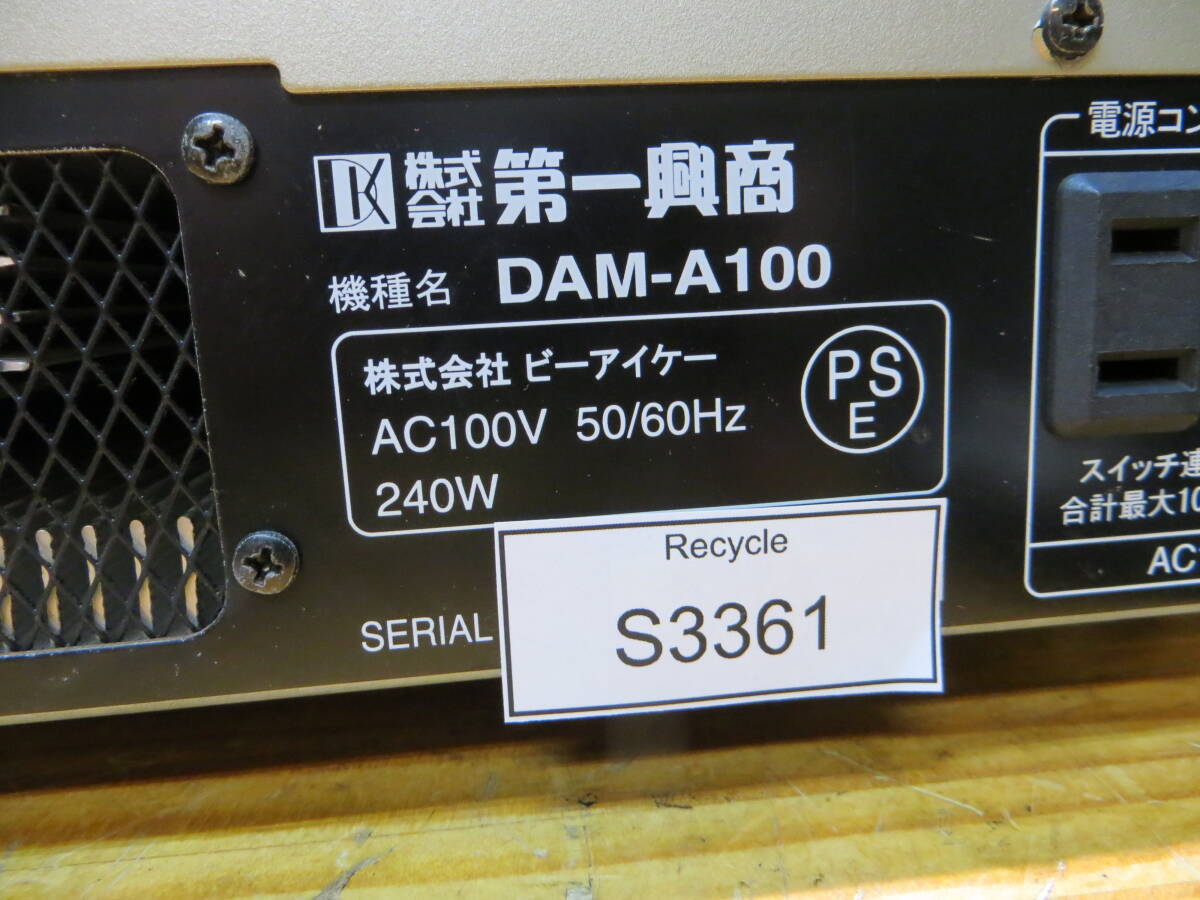 DK 株式会社 第一興商
機種名 DAM-A100
株式会社 ビーアイケー
AC100V 50/60Hz
240W
PSE
SERIAL
Recycle
S3361
電源コン
スイッチ連
合計最大10
AC